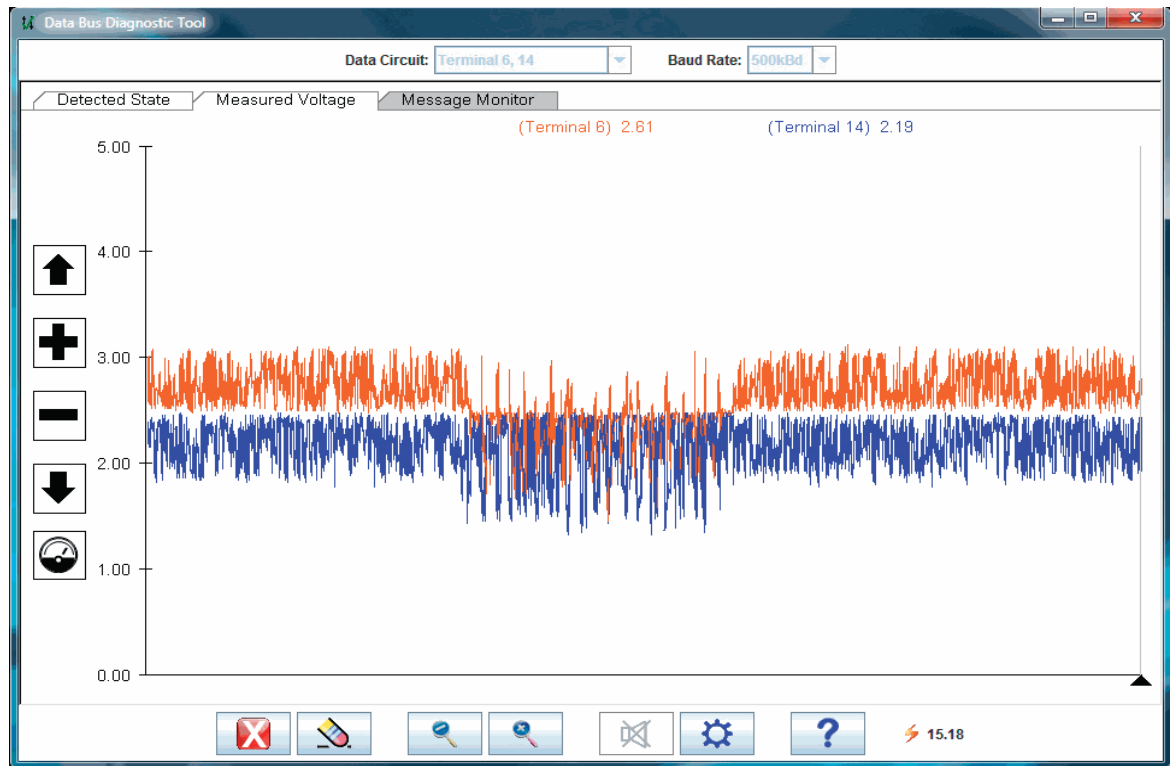 Data Bus Diagnostic Tool
Data Circuit: Terminal 6, 14 Baud Rate: 500kBd
Detected State Measured Voltage Message Monitor
(Terminal 6) 2.61 (Terminal 14) 2.19
5.00
4.00
3.00
2.00
1.00
0.00
? 15.18